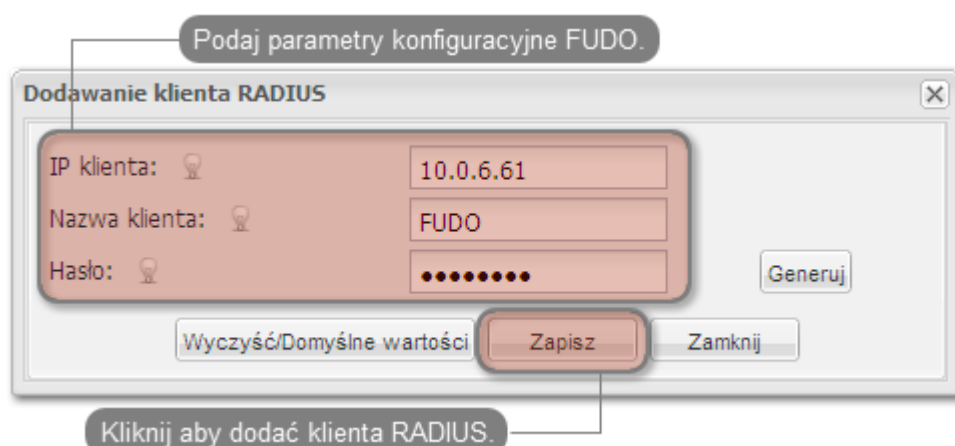 Podaj parametry konfiguracyjne FUDO.
Dodawanie klienta RADIUS
IP klienta: 10.0.6.61
Nazwa klienta: FUDO
Hasło: ●●●●●●●●
Generuj
Wyczyść/Domyślne wartości Zapisz Zamknij
Kliknij aby dodać klienta RADIUS.